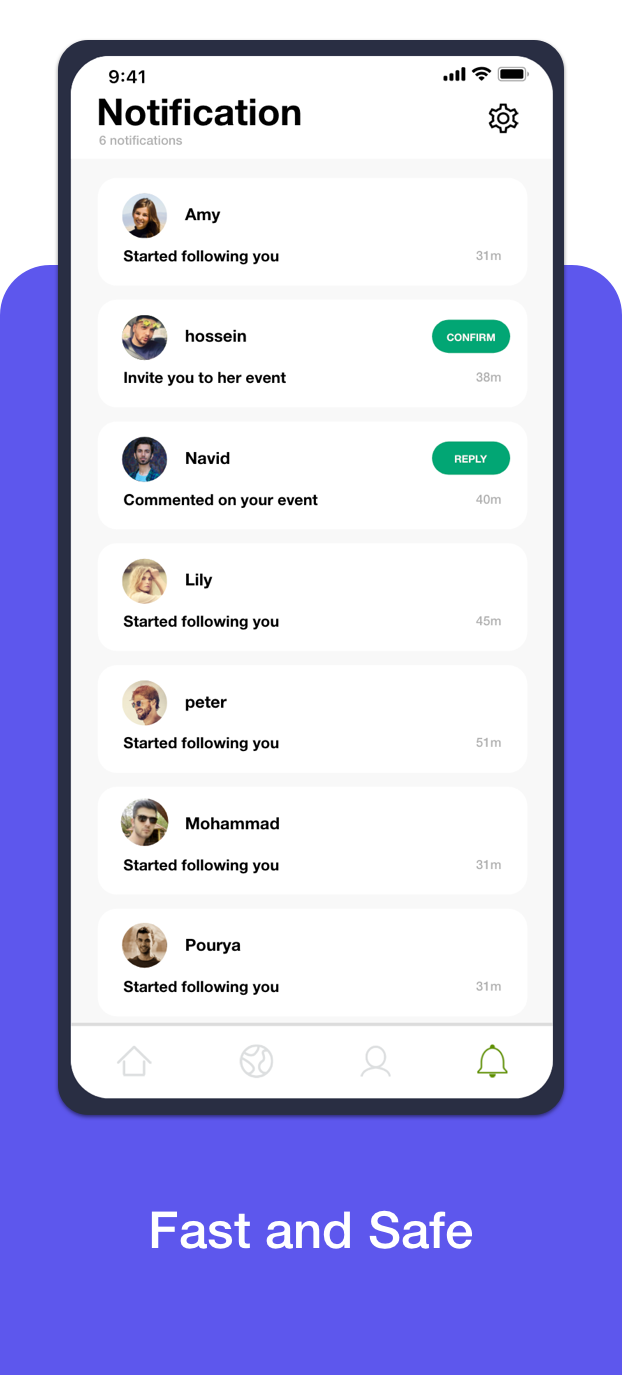 9:41
Notification
6 notifications
Amy
Started following you 31m
hossein CONFIRM
Invite you to her event 38m
Navid REPLY
Commented on your event 40m
Lily
Started following you 45m
peter
Started following you 51m
Mohammad
Started following you 31m
Pourya
Started following you 31m
Fast and Safe